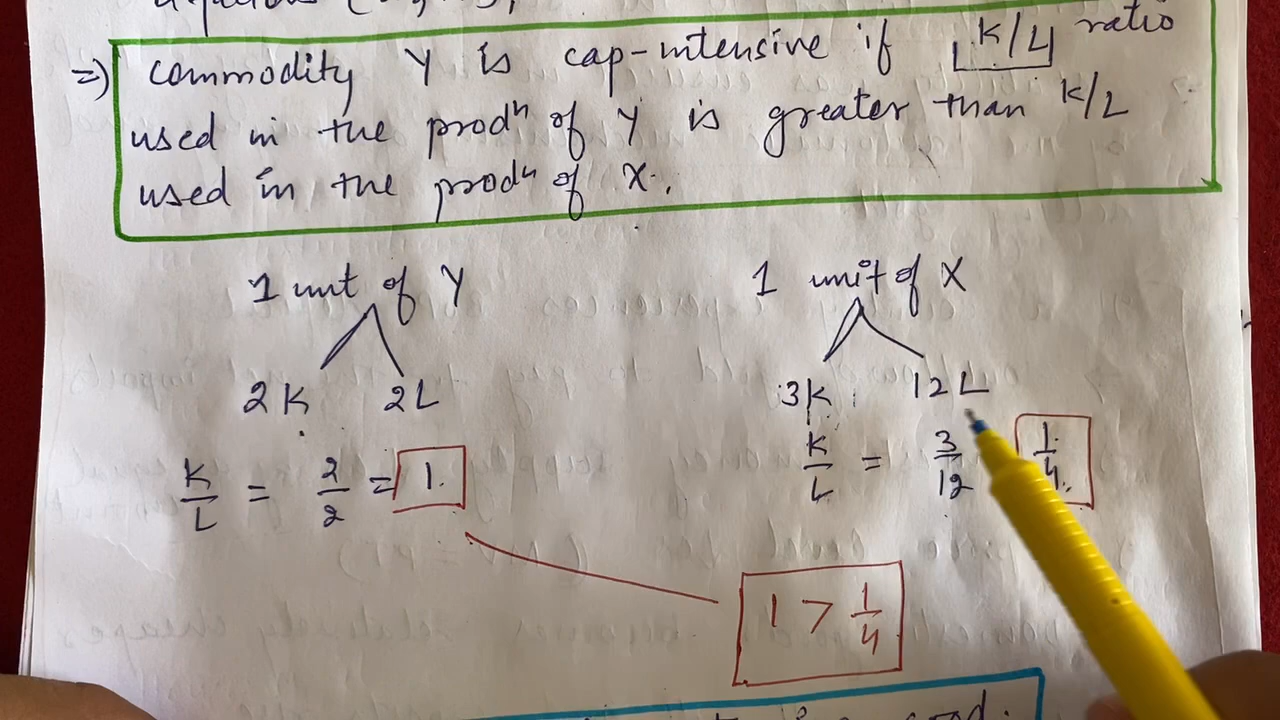 =) commodity Y is cap-intensive if K/L ratio
used in the prodⁿ of Y is greater than K/L
used in the prodⁿ of X.
1 unit of Y
1 unit of X
2K 2L
3K 12L
K/L = 2/2 = 1.
K/L = 3/12 1/4.
1 > 1/4
good.